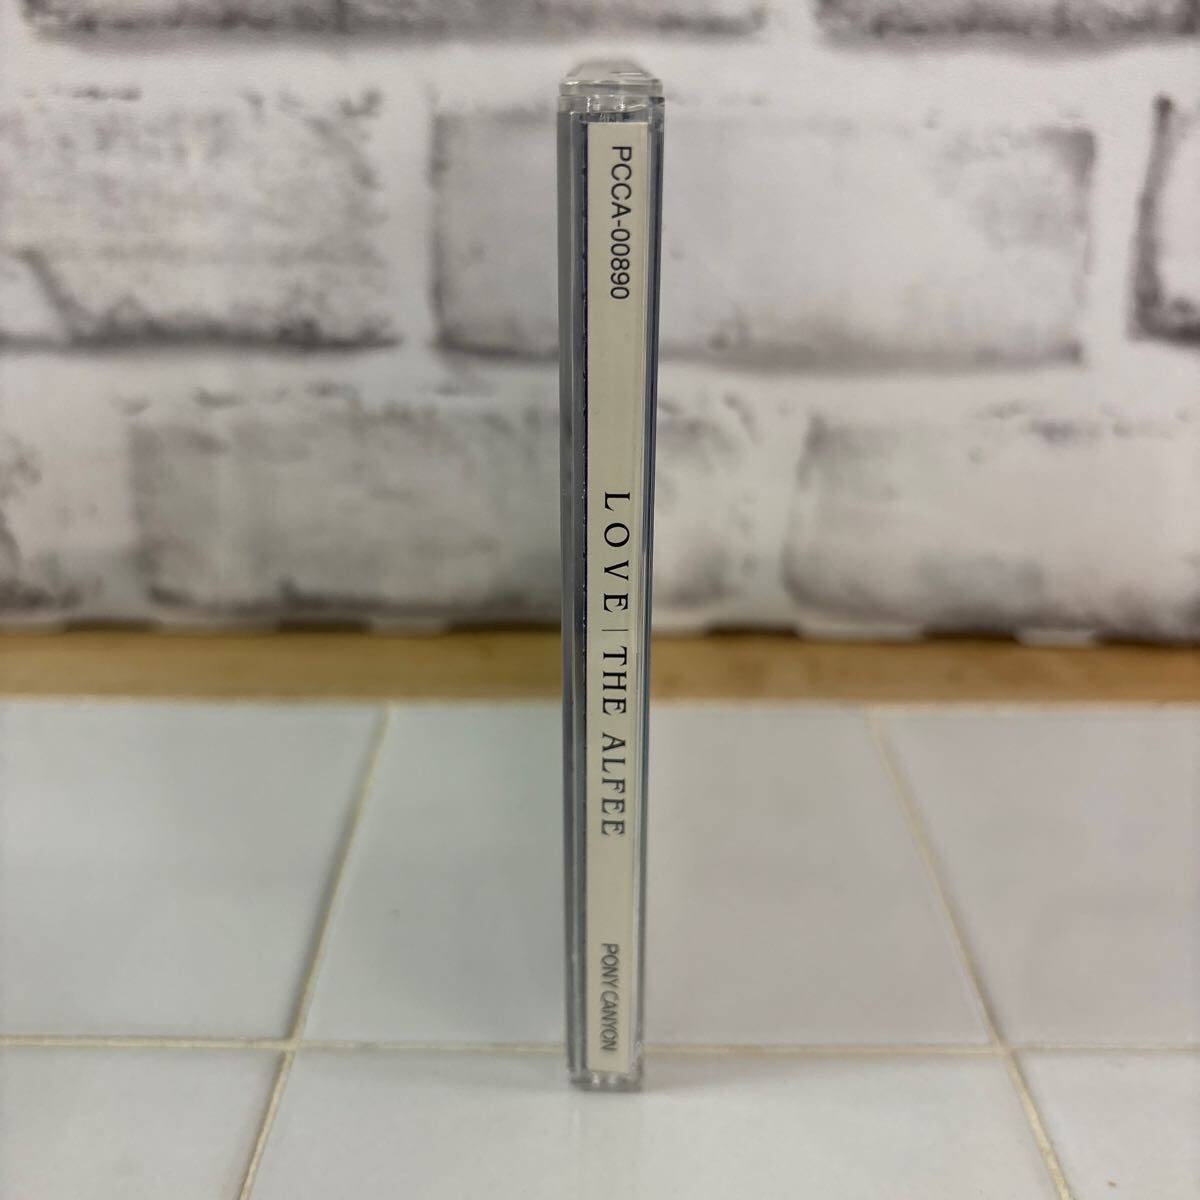 PCCA-00890
LOVE | THE ALFEE
PONY CANYON